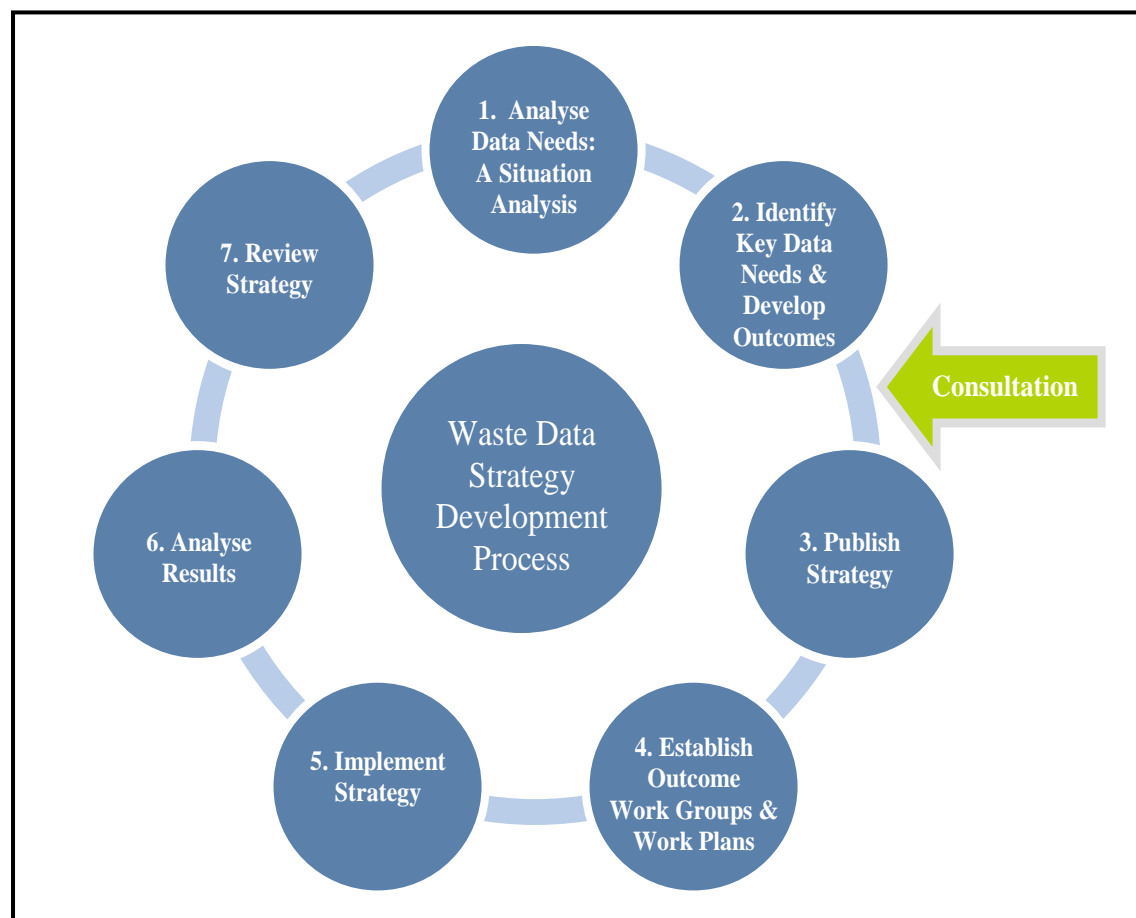 1. Analyse
Data Needs:
A Situation
Analysis
2. Identify
Key Data
Needs &
Develop
Outcomes
Consultation
3. Publish
Strategy
4. Establish
Outcome
Work Groups &
Work Plans
5. Implement
Strategy
6. Analyse
Results
7. Review
Strategy
Waste Data
Strategy
Development
Process